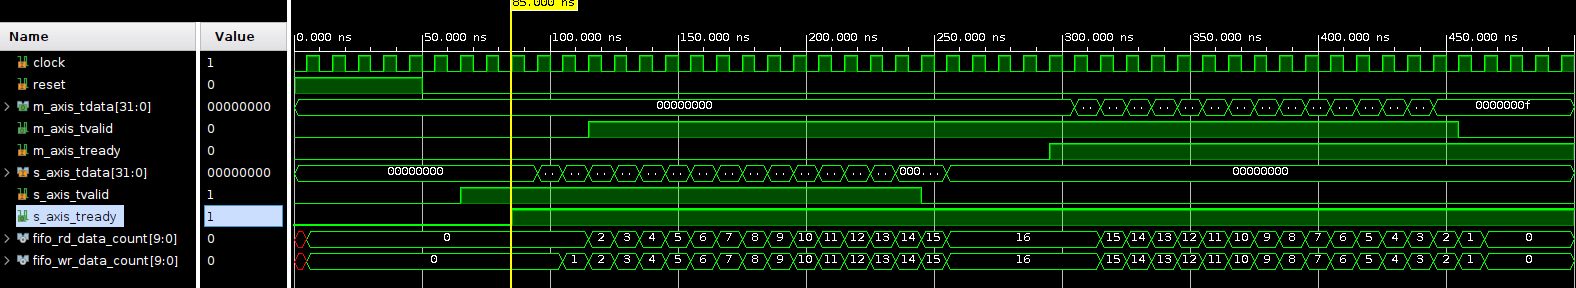 85.000 ns
Name Value 0.000 ns 50.000 ns 100.000 ns 150.000 ns 200.000 ns 250.000 ns 300.000 ns 350.000 ns 400.000 ns 450.000 ns
clock 1
reset 0
m_axis_tdata[31:0] 00000000 00000000 .. .. .. .. .. .. .. .. .. .. .. .. .. .. 0000000f
m_axis_tvalid 0
m_axis_tready 0
s_axis_tdata[31:0] 00000000 00000000 .. .. .. .. .. .. .. .. .. .. .. .. .. .. 000... 00000000
s_axis_tvalid 1
s_axis_tready 1
fifo_rd_data_count[9:0] 0 0 2 3 4 5 6 7 8 9 10 11 12 13 14 15 16 15 14 13 12 11 10 9 8 7 6 5 4 3 2 1 0
fifo_wr_data_count[9:0] 0 0 1 2 3 4 5 6 7 8 9 10 11 12 13 14 15 16 15 14 13 12 11 10 9 8 7 6 5 4 3 2 1 0